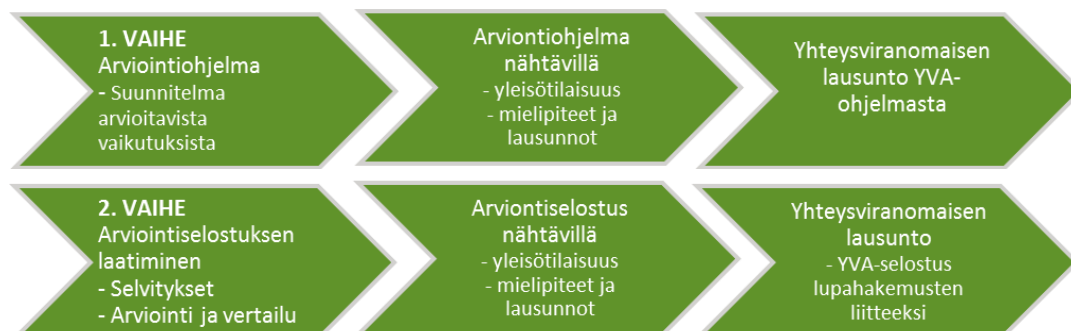 1. VAIHE
Arviointiohjelma
- Suunnitelma
arvioitavista
vaikutuksista
Arviontiohjelma
nähtävillä
- yleisötilaisuus
- mielipiteet ja
lausunnot
Yhteysviranomaisen
lausunto YVA-
ohjelmasta
2. VAIHE
Arviointiselostuksen
laatiminen
- Selvitykset
- Arviointi ja vertailu
Arviontiselostus
nähtävillä
- yleisötilaisuus
- mielipiteet ja
lausunnot
Yhteysviranomaisen
lausunto
- YVA-selostus
lupahakemusten
liitteeksi